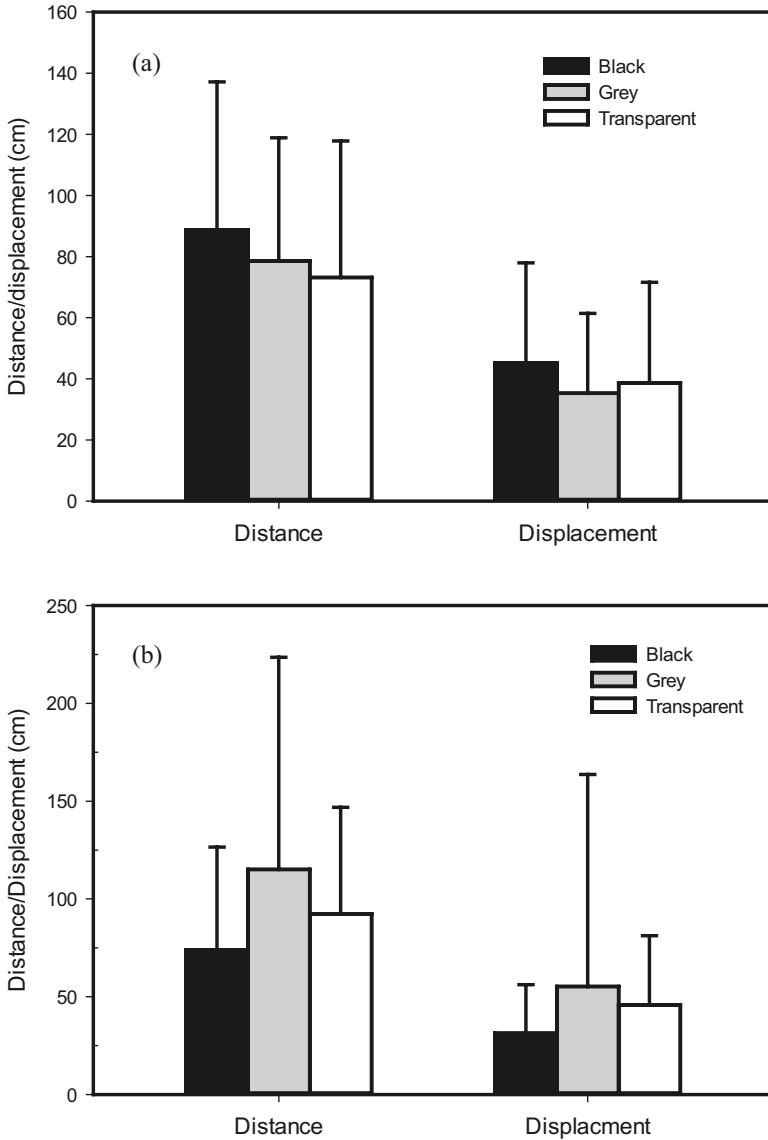 160
(a)
Black
140
Grey
120
Transparent
100
80
60
40
20
0
Distance/displacement (cm)
Distance
Displacement
250
(b)
Black
Grey
200
Transparent
150
100
50
0
Distance/Displacement (cm)
Distance
Displacment